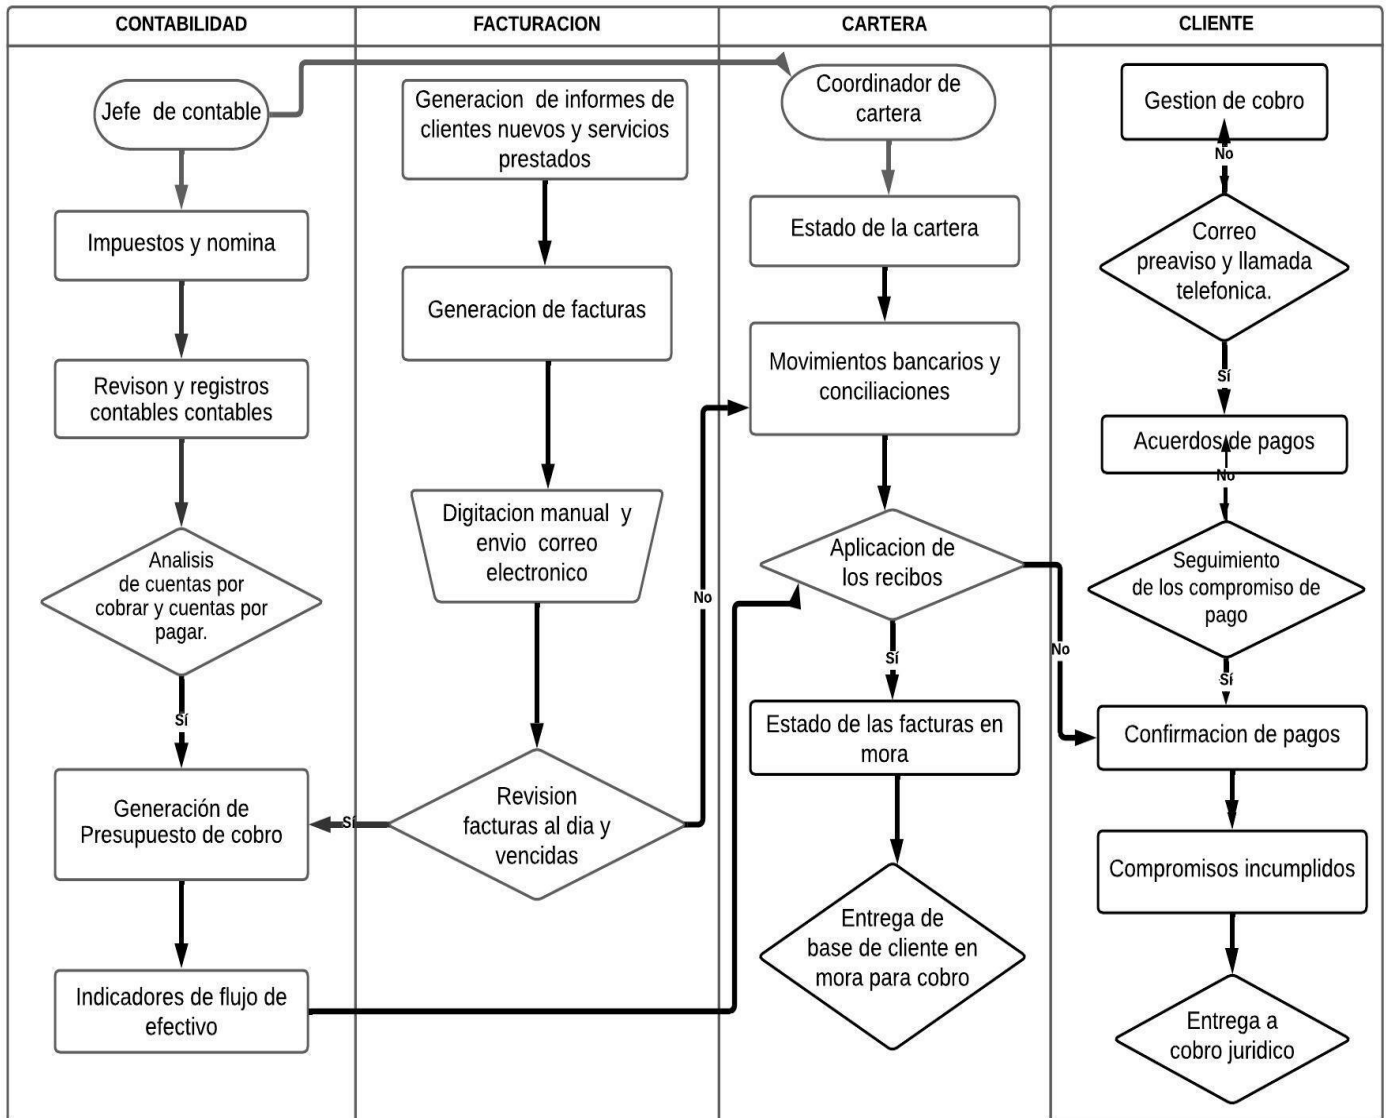 CONTABILIDAD
FACTURACION
CARTERA
CLIENTE
Jefe de contable
Impuestos y nomina
Revison y registros
contables contables
Analisis
de cuentas por
cobrar y cuentas por
pagar.
Sí
Generación de
Presupuesto de cobro
Indicadores de flujo de
efectivo
Generacion de informes de
clientes nuevos y servicios
prestados
Generacion de facturas
Digitacion manual y
envio correo
electronico
Revision
facturas al dia y
vencidas
Sí
No
Coordinador de
cartera
Estado de la cartera
Movimientos bancarios y
conciliaciones
Aplicacion de
los recibos
Sí
No
Estado de las facturas en
mora
Entrega de
base de cliente en
mora para cobro
Gestion de cobro
No
Correo
preaviso y llamada
telefonica.
Sí
Acuerdos de pagos
No
Seguimiento
de los compromiso de
pago
Sí
Confirmacion de pagos
Compromisos incumplidos
Entrega a
cobro juridico